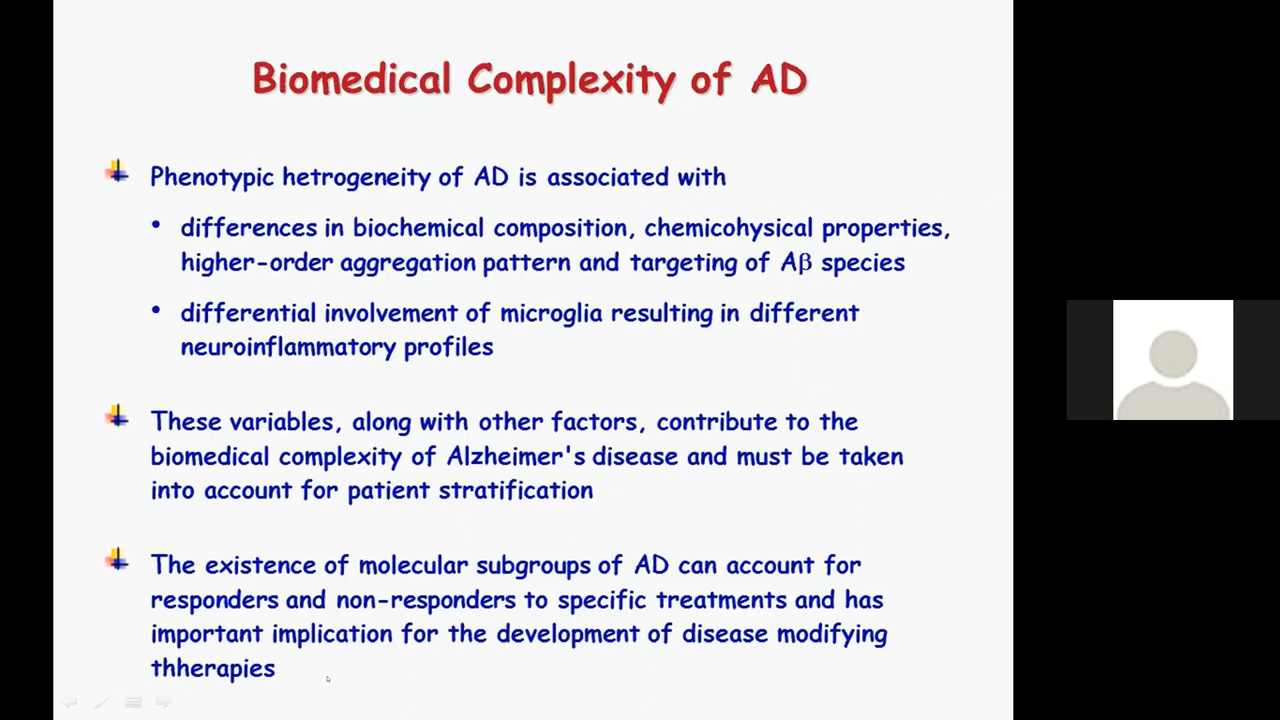 Biomedical Complexity of AD
Phenotypic hetrogeneity of AD is associated with
• differences in biochemical composition, chemicohysical properties,
higher-order aggregation pattern and targeting of Aβ species
• differential involvement of microglia resulting in different
neuroinflammatory profiles
These variables, along with other factors, contribute to the
biomedical complexity of Alzheimer's disease and must be taken
into account for patient stratification
The existence of molecular subgroups of AD can account for
responders and non-responders to specific treatments and has
important implication for the development of disease modifying
thherapies